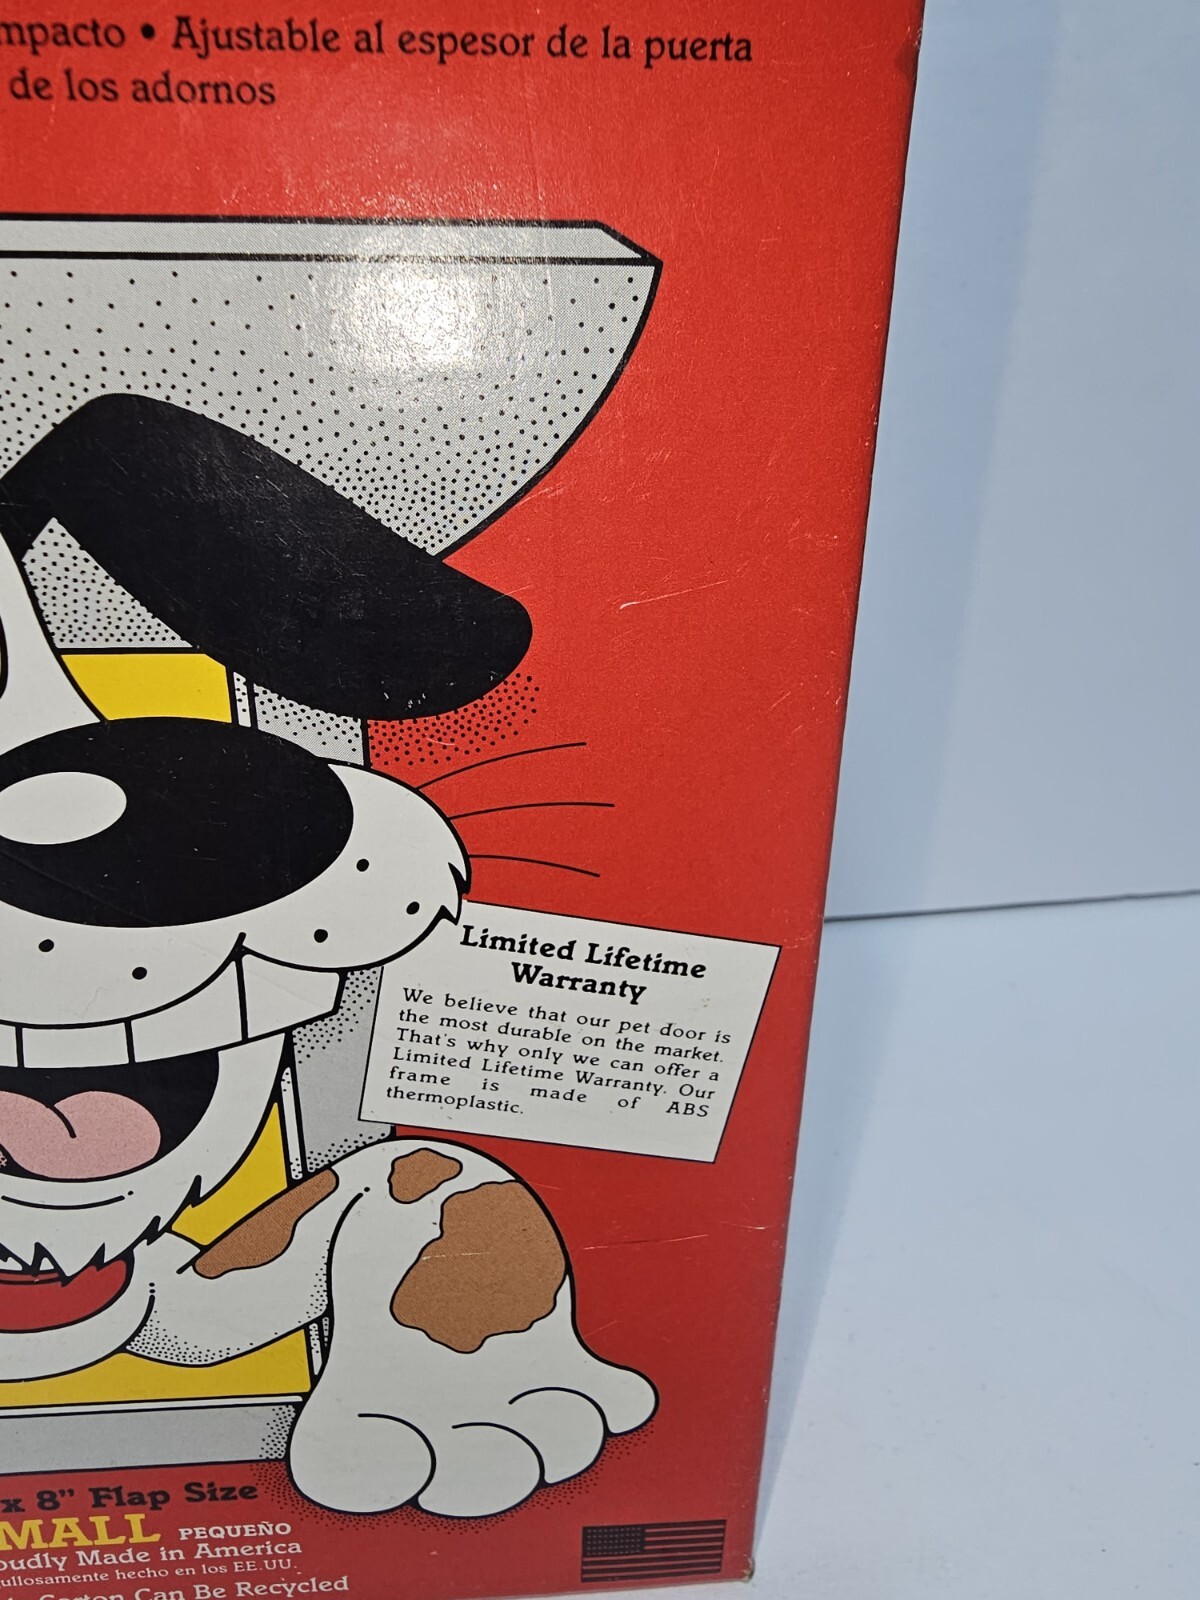 • Ajustable al espesor de la puerta
de los adornos
Limited Lifetime
Warranty
We believe that our pet door is
the most durable on the market.
That's why only we can offer a
Limited Lifetime Warranty. Our
frame is made of ABS
thermoplastic.
x 8” Flap Size
PEQUEÑO
Made in America
hecho en los EE.UU.
Carton Can Be Recycled